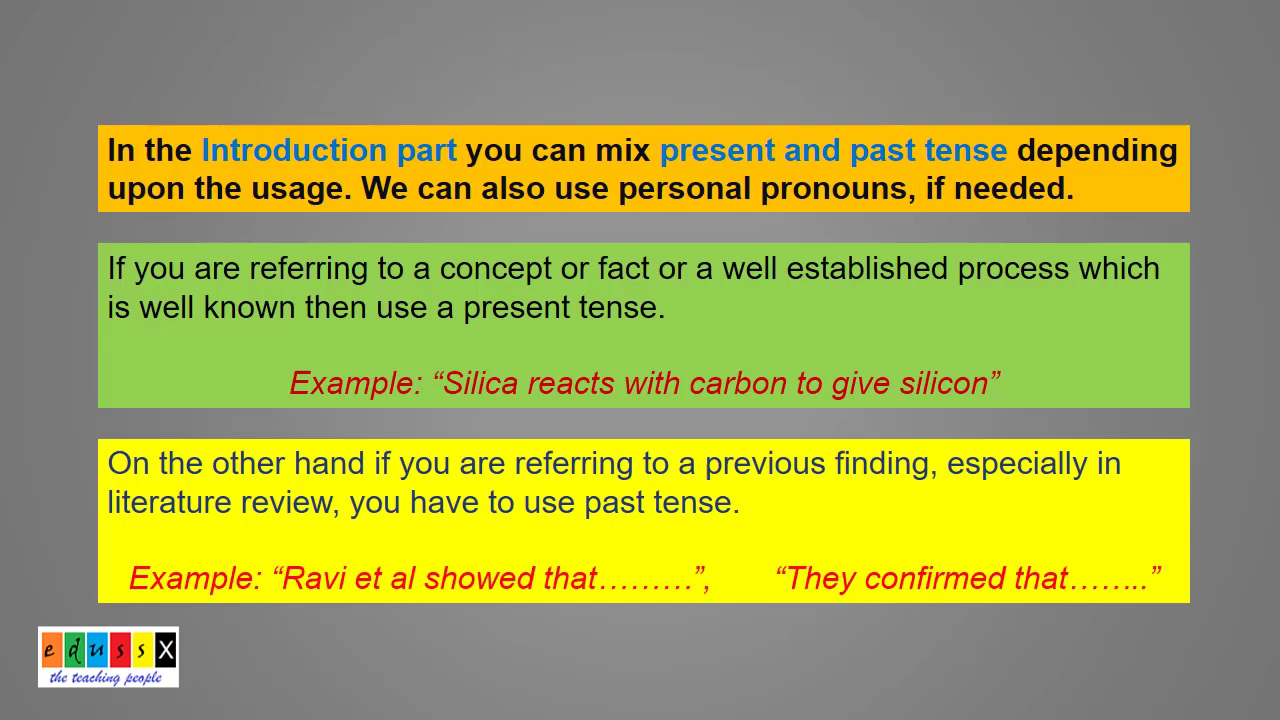 In the Introduction part you can mix present and past tense depending
upon the usage. We can also use personal pronouns, if needed.
If you are referring to a concept or fact or a well established process which
is well known then use a present tense.
Example: “Silica reacts with carbon to give silicon”
On the other hand if you are referring to a previous finding, especially in
literature review, you have to use past tense.
Example: “Ravi et al showed that………”, “They confirmed that……..”
edussX
the teaching people